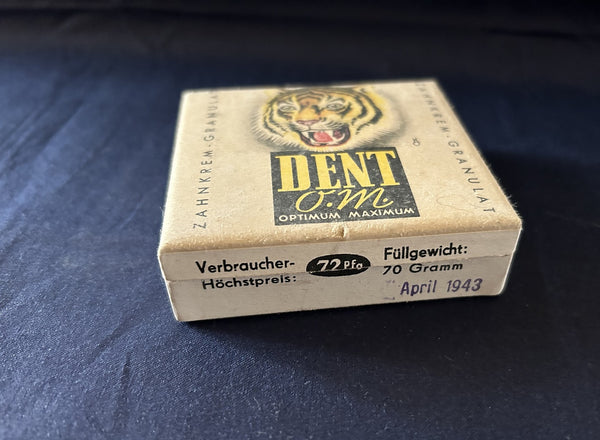 ZAHNKREM-GRANULAT
ZAHNKREM-GRANULAT
DENT
o.m.
OPTIMUM MAXIMUM
Verbraucher-
Höchstpreis:
72 Pfg
Füllgewicht:
70 Gramm
April 1943